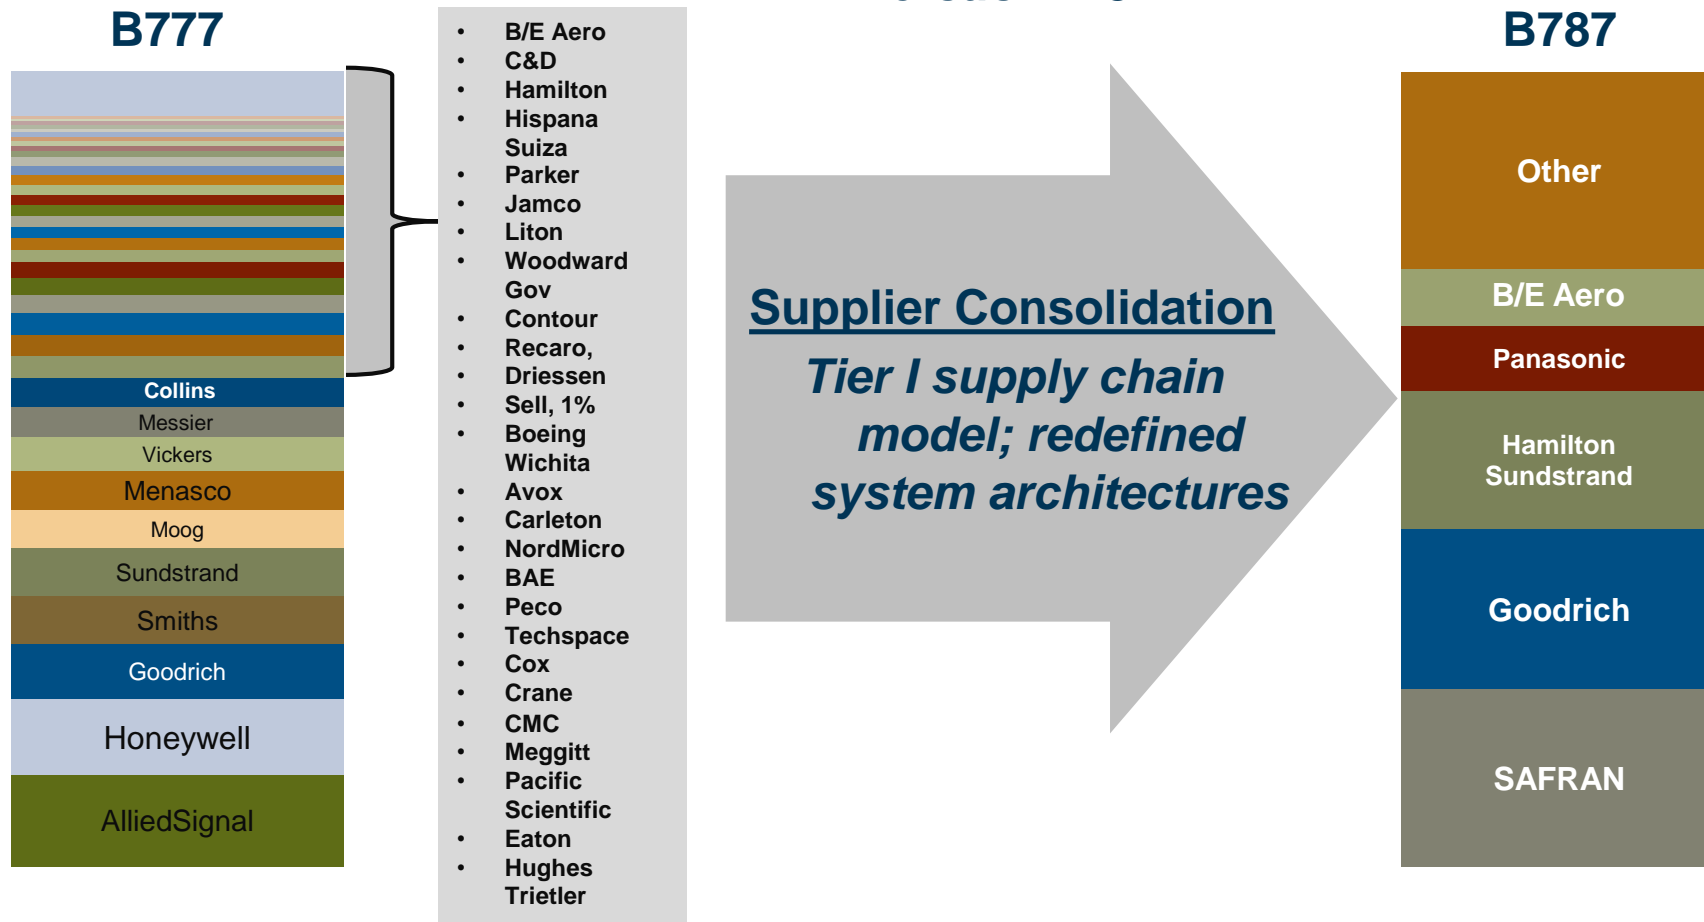 B777
Collins
Messier
Vickers
Menasco
Moog
Sundstrand
Smiths
Goodrich
Honeywell
AlliedSignal
• B/E Aero
• C&D
• Hamilton
• Hispana
Suiza
• Parker
• Jamco
• Liton
• Woodward
Gov
• Contour
• Recaro,
• Driessen
• Sell, 1%
• Boeing
Wichita
• Avox
• Carleton
• NordMicro
• BAE
• Peco
• Techspace
• Cox
• Crane
• CMC
• Meggitt
• Pacific
Scientific
• Eaton
• Hughes
Trietler
Supplier Consolidation
Tier I supply chain
model; redefined
system architectures
B787
Other
B/E Aero
Panasonic
Hamilton
Sundstrand
Goodrich
SAFRAN